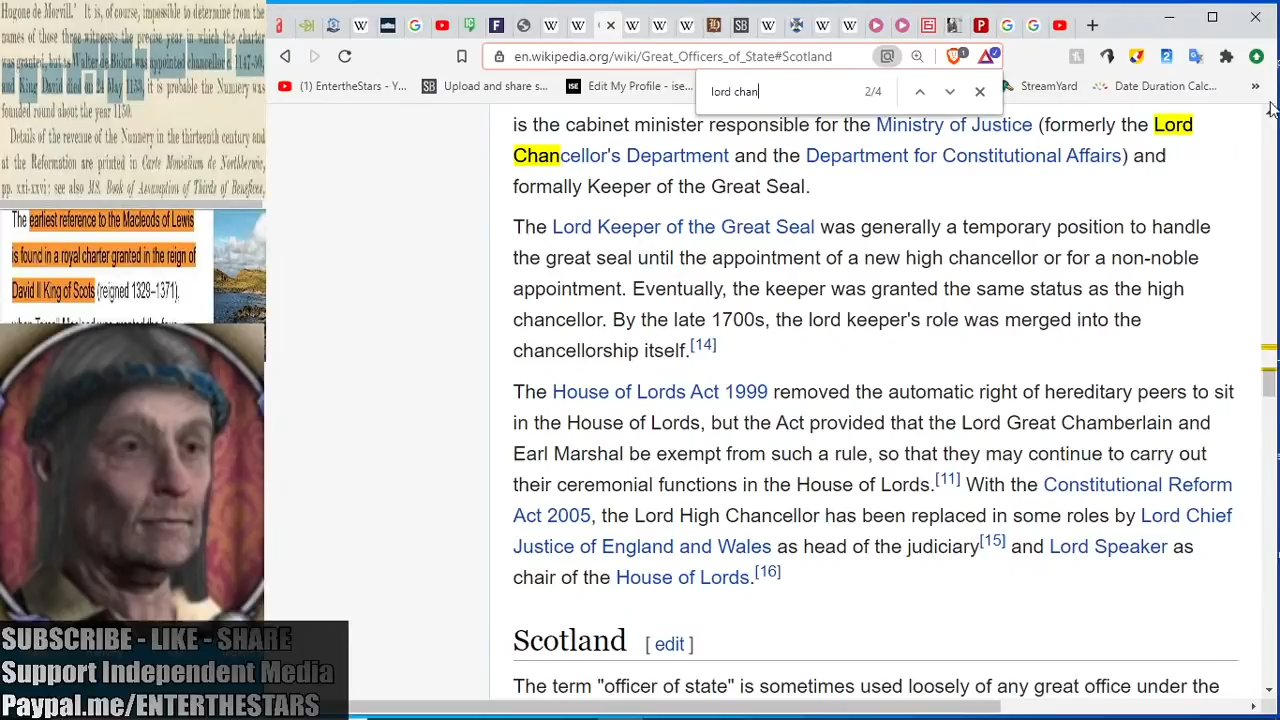 Hugone de Morvill.' It is, of course, impossible to determine from the
names of those three witnesses the precise year in which the charter
was granted, but as Walter de Bidun was appointed chancellor in 1147-50,
and King David died on 24 May 1153, it is probable the Nunnery was
founded round about the year 1150.
Details of the revenue of the Nunnery in the thirteenth century and
at the Reformation are printed in Carte Monialium de Northberwic,
pp. xxi-xxvi; see also MS. Book of Assumption of Thirds of Benefices,
The earliest reference to the Macleods of Lewis
is found in a royal charter granted in the reign of
David II King of Scots (reigned 1329–1371),
SUBSCRIBE - LIKE - SHARE
Support Independent Media
Paypal.me/ENTERTHESTARS
en.wikipedia.org/wiki/Great_Officers_of_State#Scotland
(1) EntertheStars - Y...
Upload and share s...
Edit My Profile - ise...
StreamYard
Date Duration Calc...
lord chan
2/4
is the cabinet minister responsible for the Ministry of Justice (formerly the Lord
Chancellor's Department and the Department for Constitutional Affairs) and
formally Keeper of the Great Seal.
The Lord Keeper of the Great Seal was generally a temporary position to handle
the great seal until the appointment of a new high chancellor or for a non-noble
appointment. Eventually, the keeper was granted the same status as the high
chancellor. By the late 1700s, the lord keeper's role was merged into the
chancellorship itself.[14]
The House of Lords Act 1999 removed the automatic right of hereditary peers to sit
in the House of Lords, but the Act provided that the Lord Great Chamberlain and
Earl Marshal be exempt from such a rule, so that they may continue to carry out
their ceremonial functions in the House of Lords.[11] With the Constitutional Reform
Act 2005, the Lord High Chancellor has been replaced in some roles by Lord Chief
Justice of England and Wales as head of the judiciary[15] and Lord Speaker as
chair of the House of Lords.[16]
Scotland [ edit ]
The term "officer of state" is sometimes used loosely of any great office under the